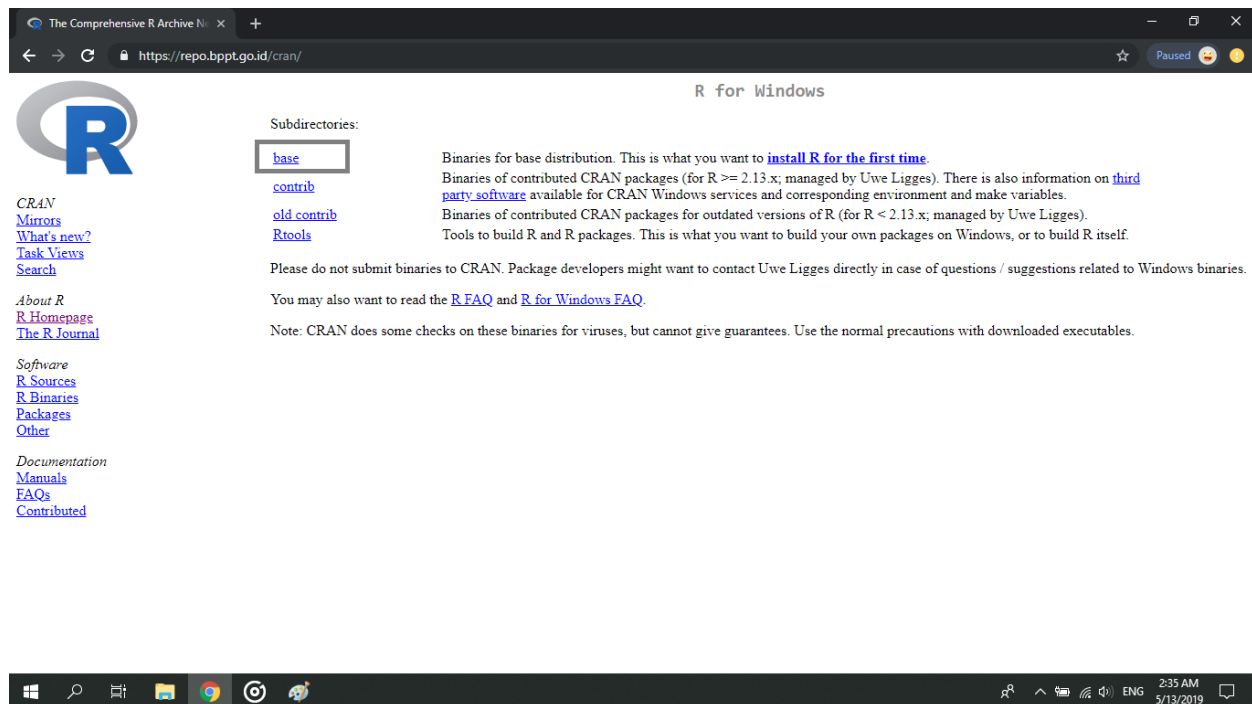 The Comprehensive R Archive Ne
https://repo.bppt.go.id/cran/
Paused
R
CRAN
Mirrors
What's new?
Task Views
Search
About R
R Homepage
The R Journal
Software
R Sources
R Binaries
Packages
Other
Documentation
Manuals
FAQs
Contributed
R for Windows
Subdirectories:
base Binaries for base distribution. This is what you want to install R for the first time.
contrib Binaries of contributed CRAN packages (for R >= 2.13.x; managed by Uwe Ligges). There is also information on third
party software available for CRAN Windows services and corresponding environment and make variables.
old contrib Binaries of contributed CRAN packages for outdated versions of R (for R < 2.13.x; managed by Uwe Ligges).
Rtools Tools to build R and R packages. This is what you want to build your own packages on Windows, or to build R itself.
Please do not submit binaries to CRAN. Package developers might want to contact Uwe Ligges directly in case of questions / suggestions related to Windows binaries.
You may also want to read the R FAQ and R for Windows FAQ.
Note: CRAN does some checks on these binaries for viruses, but cannot give guarantees. Use the normal precautions with downloaded executables.
ENG
2:35 AM
5/13/2019